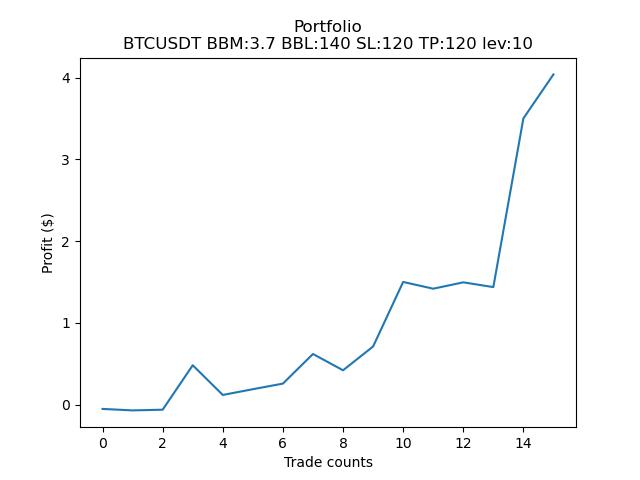 Portfolio
BTCUSDT BBM:3.7 BBL:140 SL:120 TP:120 lev:10
4
3
2
1
0
Profit ($)
0 2 4 6 8 10 12 14
Trade counts